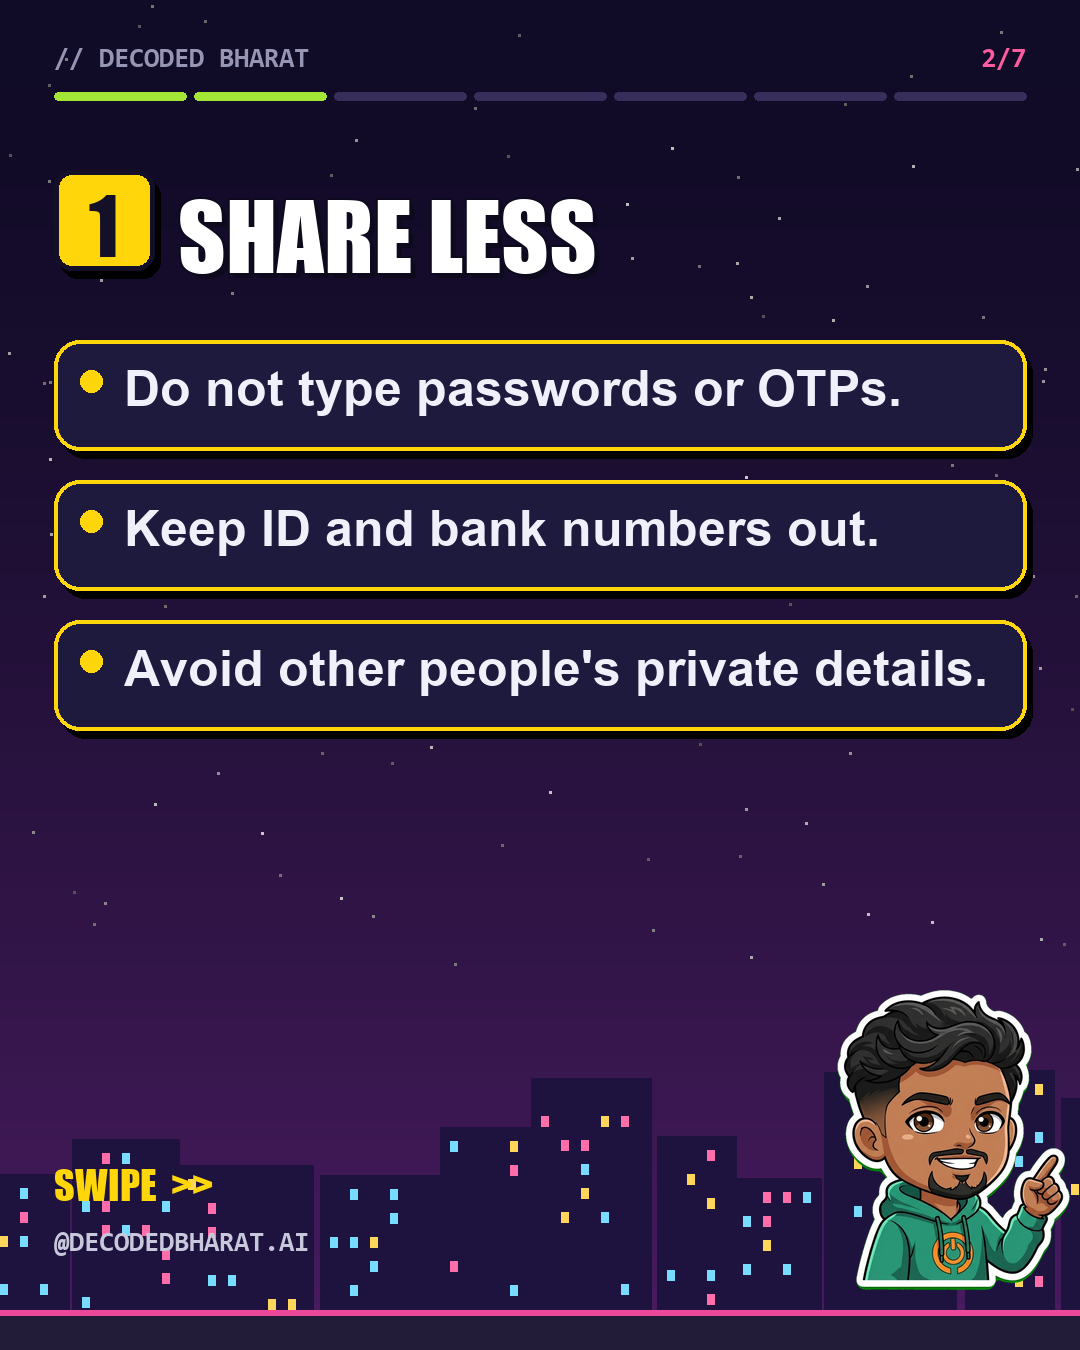 // DECODED BHARAT
2/7
1 SHARE LESS
Do not type passwords or OTPs.
Keep ID and bank numbers out.
Avoid other people's private details.
SWIPE >>
@DECODEDBHARAT.AI